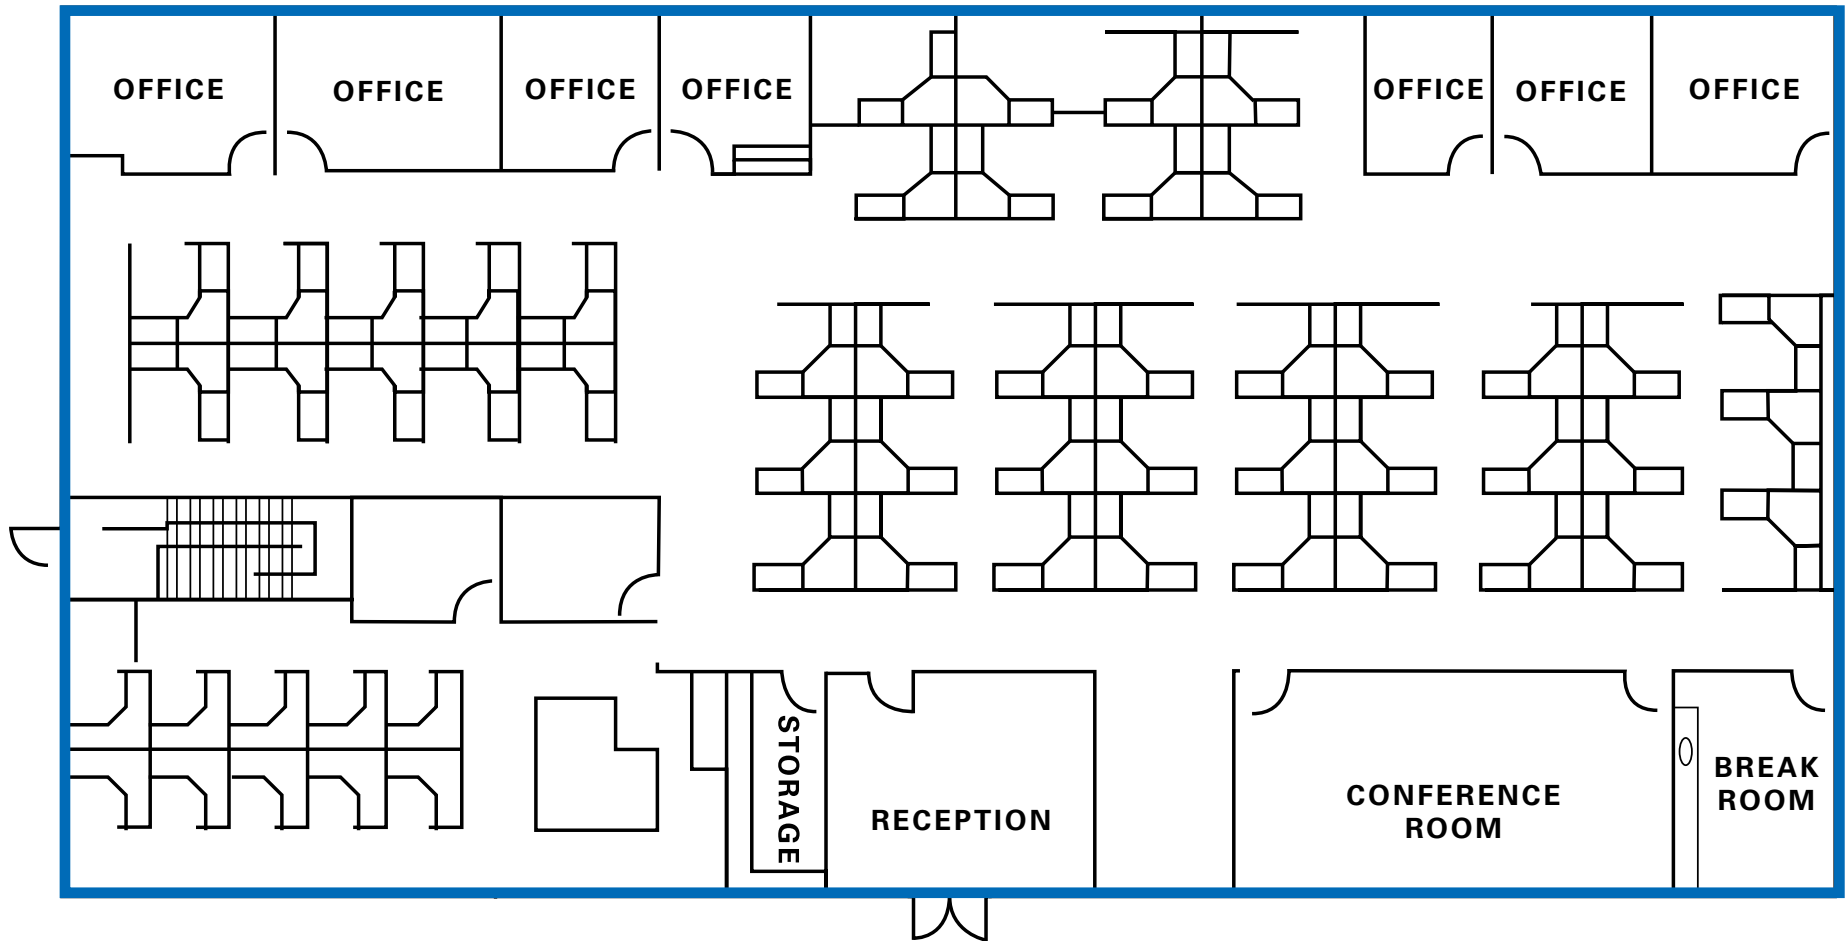 OFFICE
OFFICE
OFFICE
OFFICE
OFFICE
OFFICE
OFFICE
STORAGE
RECEPTION
CONFERENCE
ROOM
BREAK
ROOM